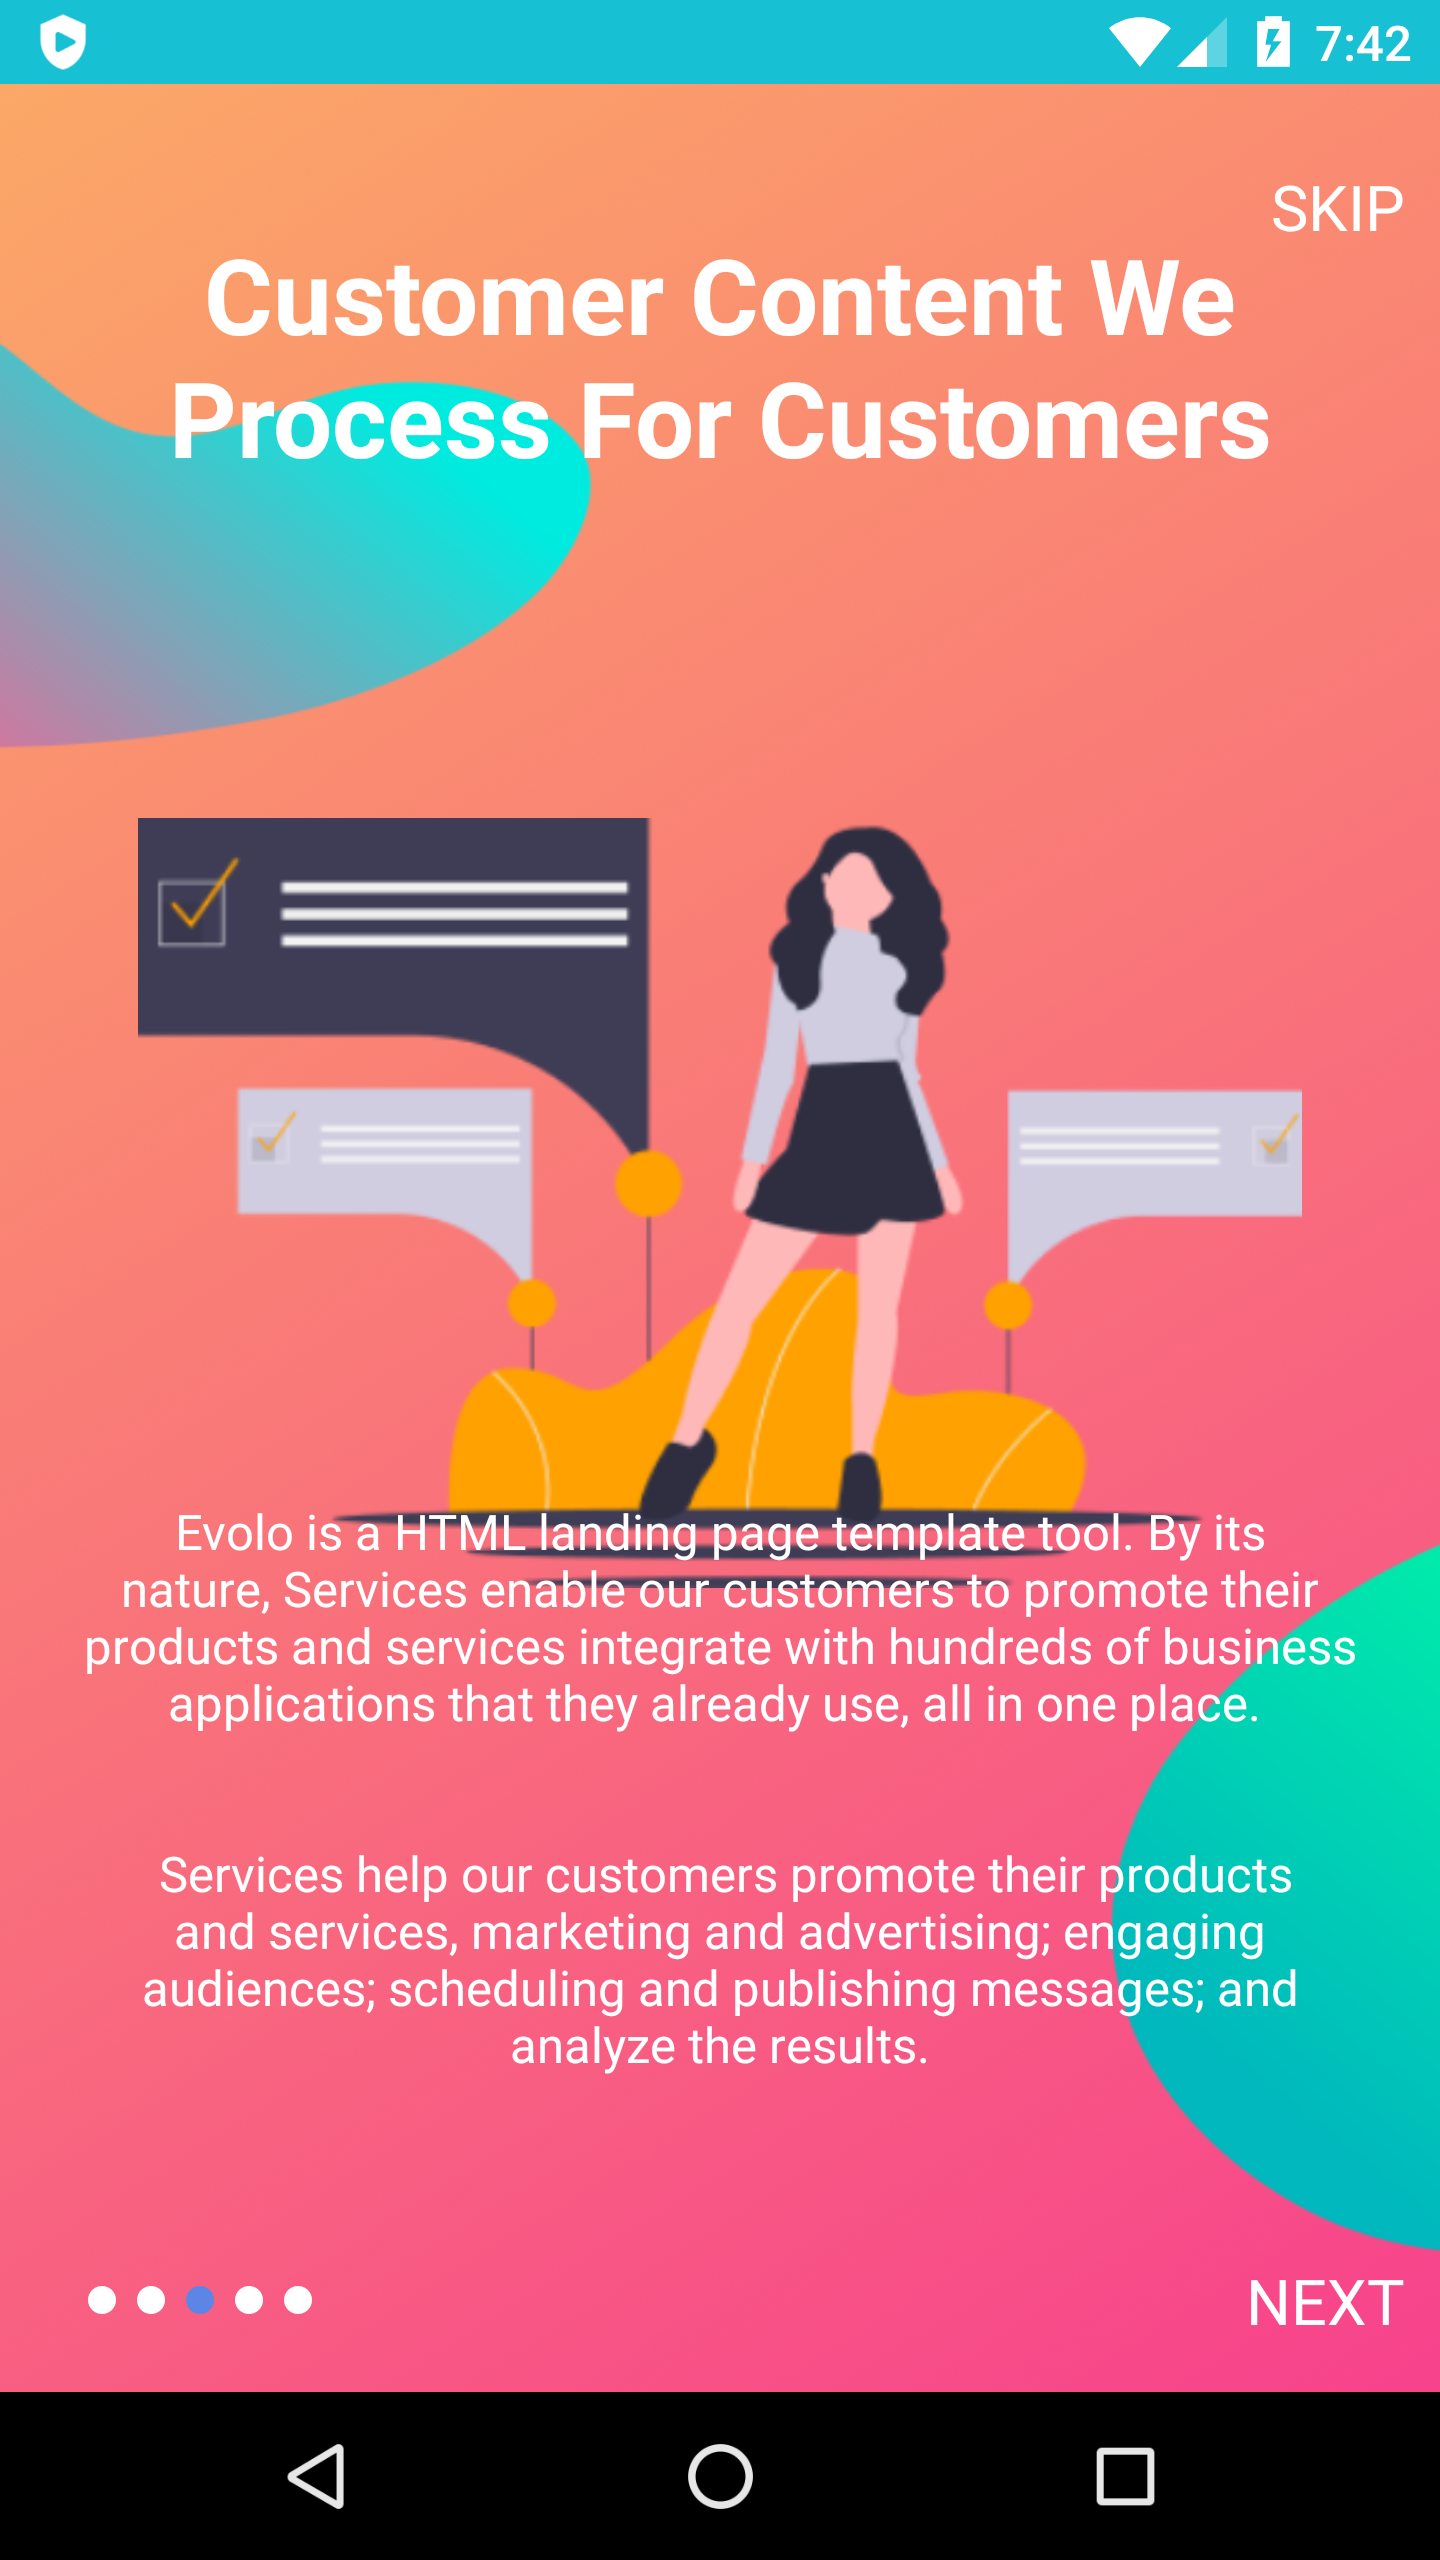 7:42
SKIP
Customer Content We
Process For Customers
Evolo is a HTML landing page template tool. By its
nature, Services enable our customers to promote their
products and services integrate with hundreds of business
applications that they already use, all in one place.
Services help our customers promote their products
and services, marketing and advertising; engaging
audiences; scheduling and publishing messages; and
analyze the results.
NEXT